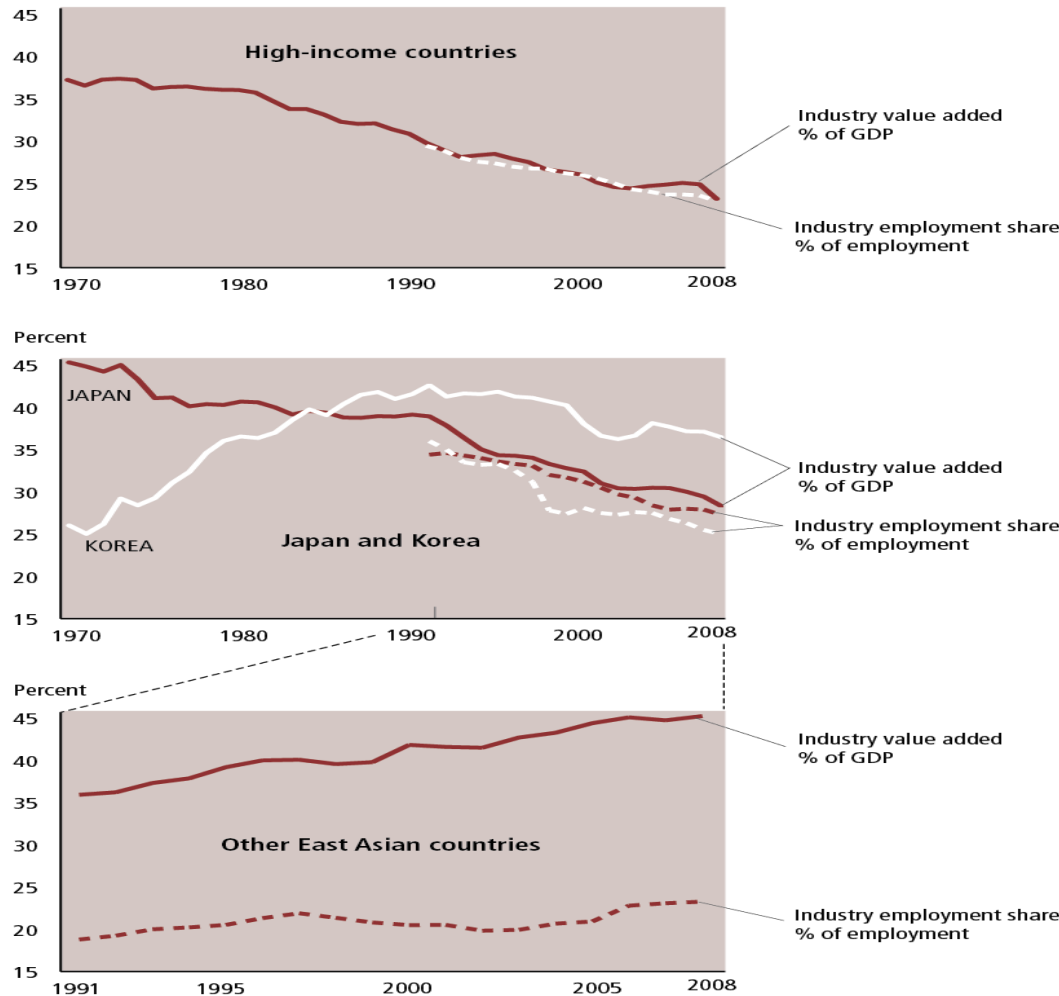 45
High-income countries
40
35
Industry value added
% of GDP
30
25
Industry employment share
% of employment
20
15
1970
1980
1990
2000
2008
Percent
45
JAPAN
40
35
Industry value added
% of GDP
30
Industry employment share
% of employment
25
KOREA
Japan and Korea
20
15
1970
1980
1990
2000
2008
Percent
45
Industry value added
% of GDP
40
35
30
Other East Asian countries
25
20
Industry employment share
% of employment
15
1991
1995
2000
2005
2008